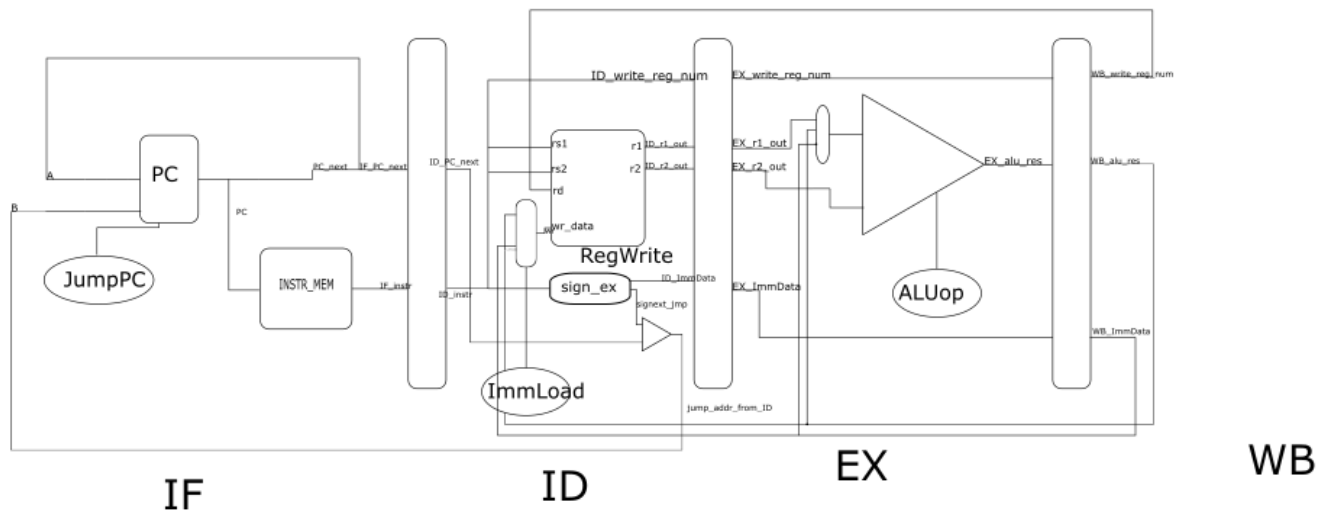 ID_write_reg_num
EX_write_reg_num
WB_write_reg_num
rs1
r1
ID_r1_out
EX_r1_out
PC
PC_next
IF_PC_next
ID_PC_next
rs2
r2
ID_r2_out
EX_r2_out
EX_alu_res
WB_alu_res
A
rd
B
PC
wr_data
RegWrite
JumpPC
INSTR_MEM
IF_instr
ID_instr
sign_ex
ID_ImmData
EX_ImmData
ALUop
signext_jmp
WB_ImmData
ImmLoad
jump_addr_from_ID
IF
ID
EX
WB